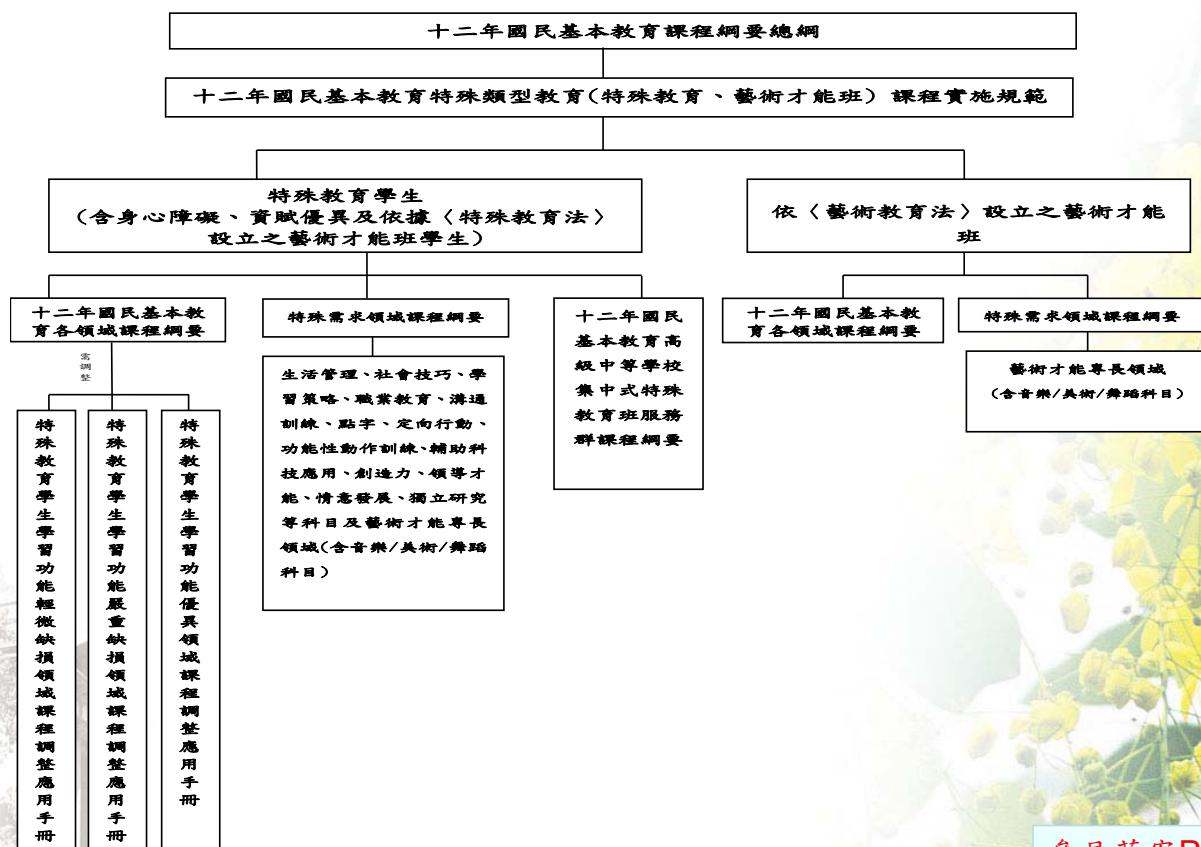 十二年國民基本教育課程綱要總綱
十二年國民基本教育特殊類型教育(特殊教育、藝術才能班) 課程實施規範
特殊教育學生
(含身心障礙、資賦優異及依據〈特殊教育法〉
設立之藝術才能班學生)
依〈藝術教育法〉設立之藝術才能
班
十二年國民基本教
育各領域課程綱要
特殊需求領域課程綱要
十二年國民
基本教育高
級中等學校
集中式特殊
教育班服務
群課程綱要
十二年國民基本教
育各領域課程綱要
特殊需求領域課程綱要
需調整
生活管理、社會技巧、學
習策略、職業教育、溝通
訓練、點字、定向行動、
功能性動作訓練、輔助科
技應用、創造力、領導才
能、情意發展、獨立研究
等科目及藝術才能專長
領域(含音樂/美術/舞蹈
科目)
藝術才能專長領域
(含音樂/美術/舞蹈科目)
特殊教育學生學習功能輕微缺損領域課程調整應用手冊
特殊教育學生學習功能嚴重缺損領域課程調整應用手冊
特殊教育學生學習功能優異領域課程調整應用手冊